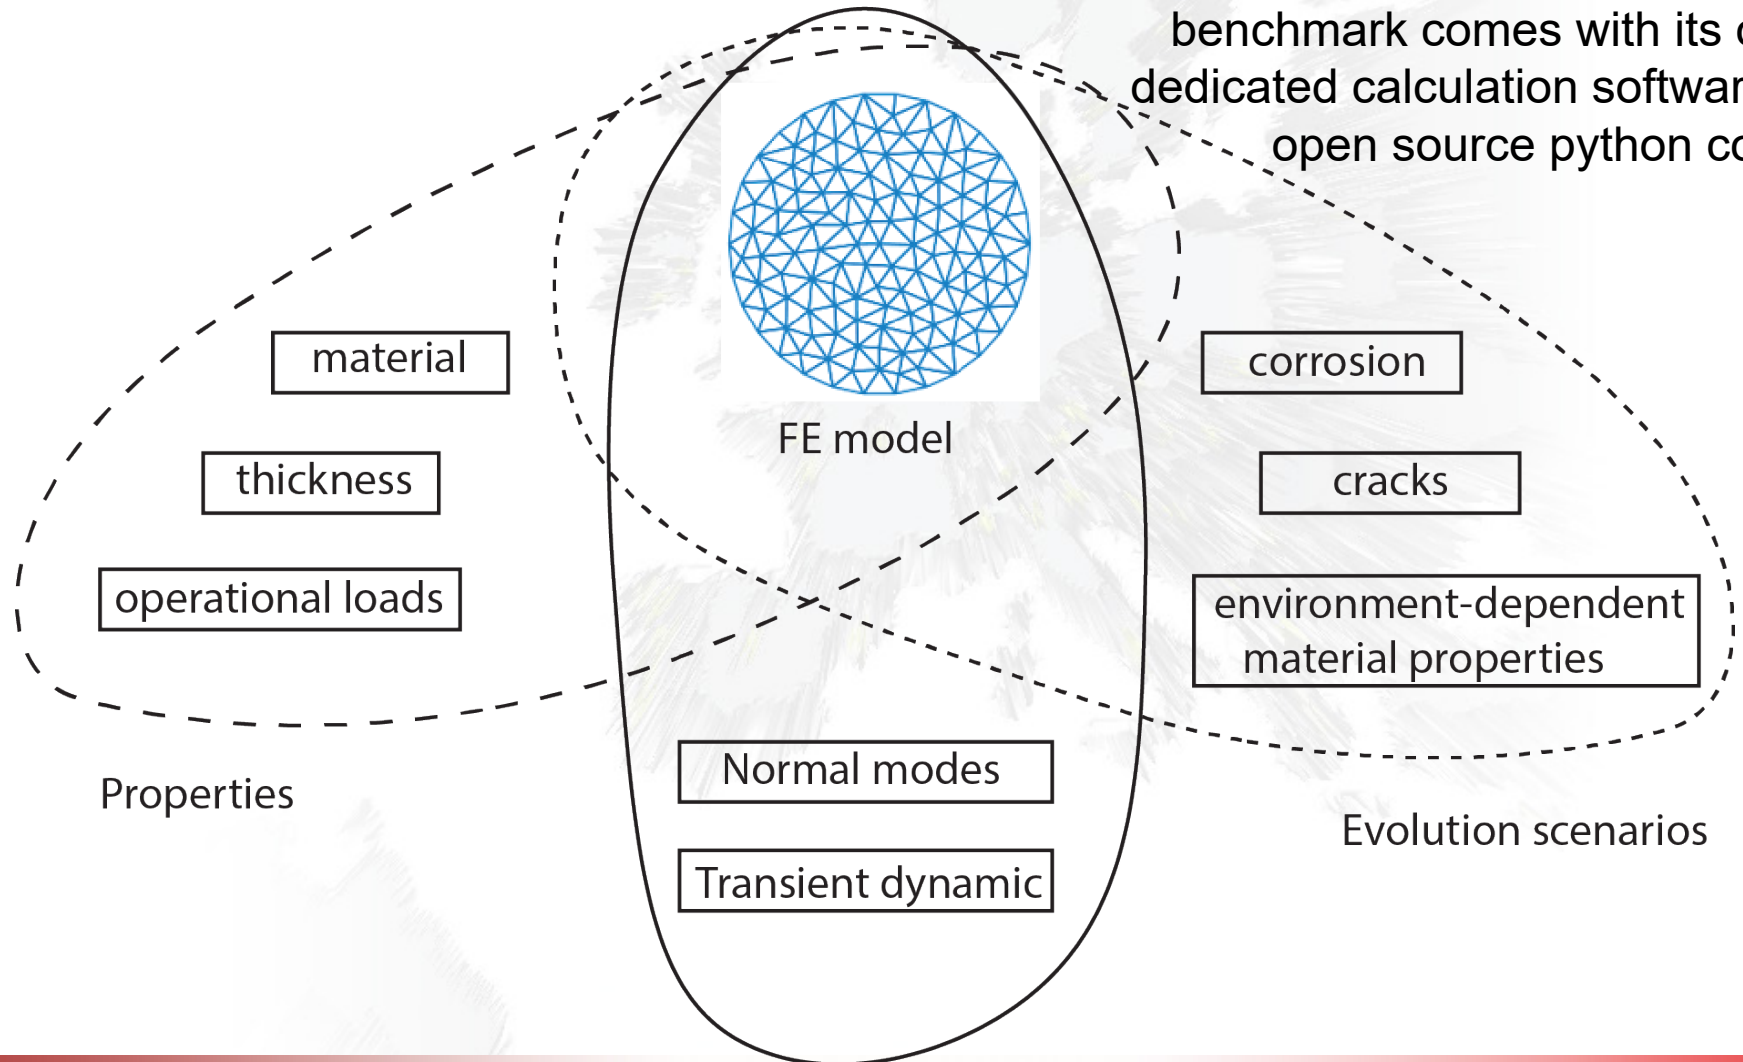 benchmark comes with its
dedicated calculation
open source python
material
thickness
operational loads
Properties
FE model
Normal modes
Transient dynamic
corrosion
cracks
environment-dependent
material properties
Evolution scenarios